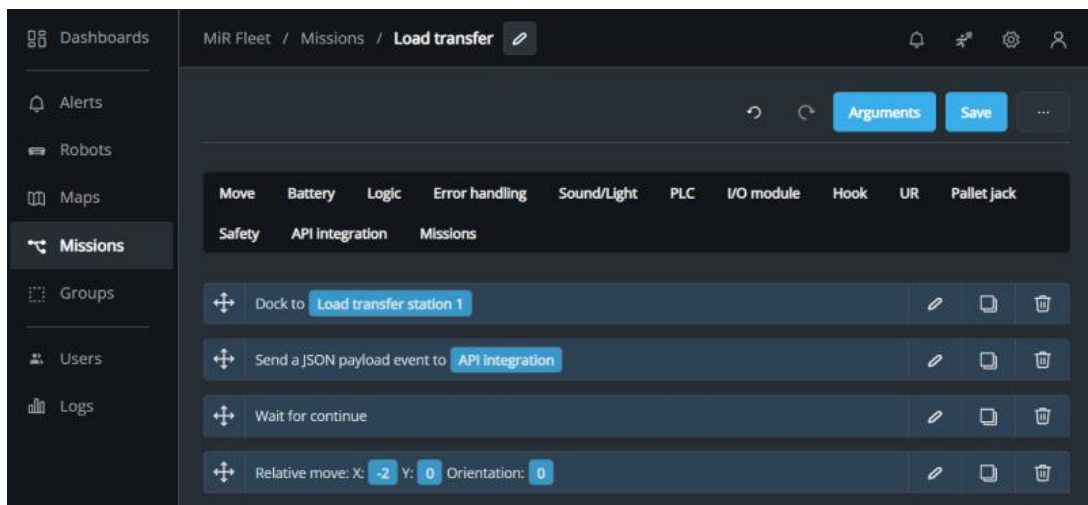 Dashboards
Alerts
Robots
Maps
Missions
Groups
Users
Logs
MiR Fleet / Missions / Load transfer
Arguments Save ...
Move Battery Logic Error handling Sound/Light PLC I/O module Hook UR Pallet jack
Safety API integration Missions
Dock to Load transfer station 1
Send a JSON payload event to API integration
Wait for continue
Relative move: X: -2 Y: 0 Orientation: 0